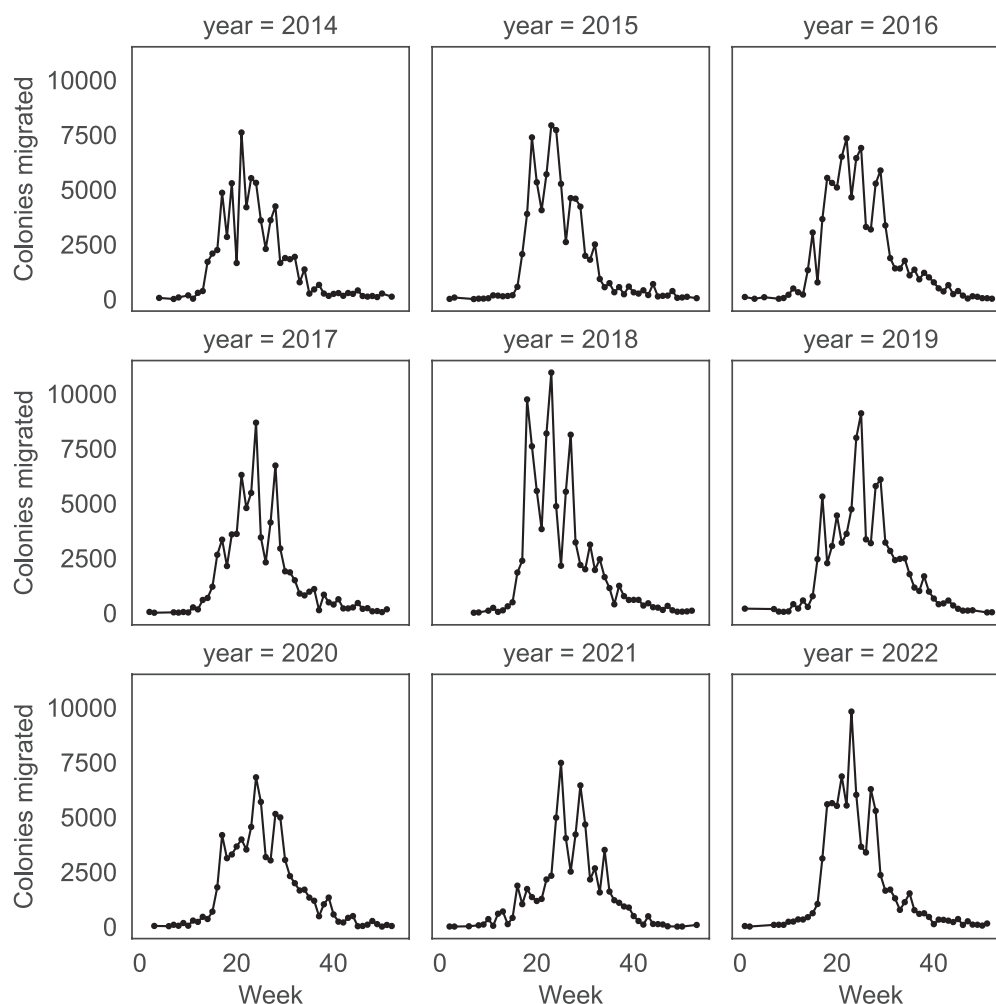 year = 2014
year = 2015
year = 2016
Colonies migrated
10000
7500
5000
2500
0
year = 2017
year = 2018
year = 2019
Colonies migrated
10000
7500
5000
2500
0
year = 2020
year = 2021
year = 2022
Colonies migrated
10000
7500
5000
2500
0
0 20 40
0 20 40
0 20 40
Week
Week
Week